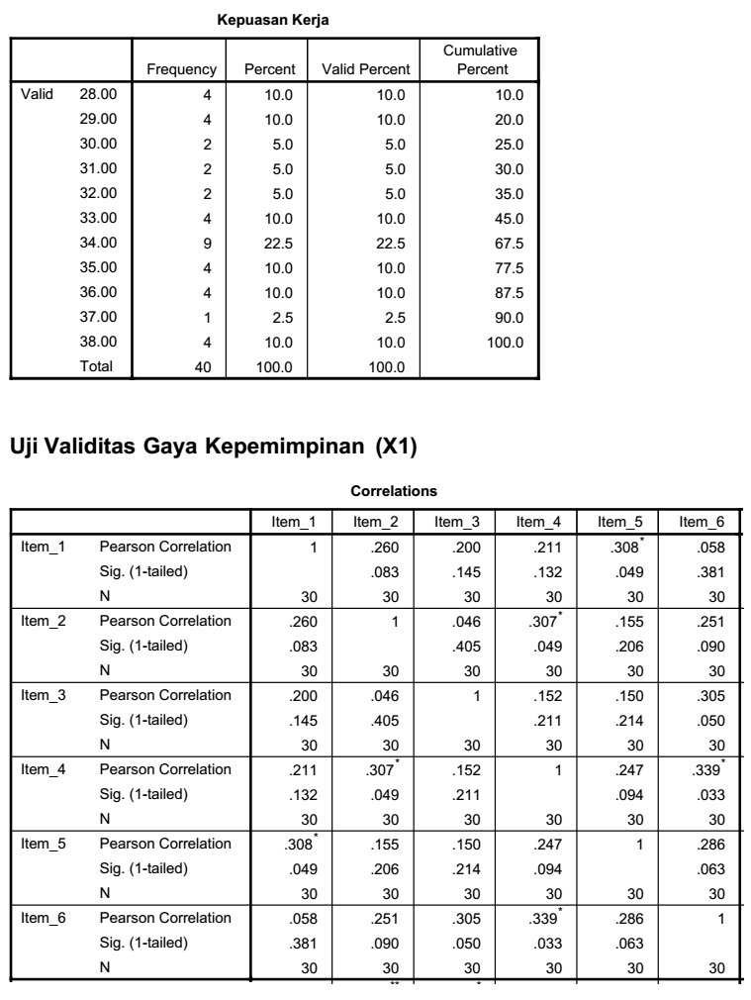 Kepuasan Kerja
Frequency Percent Valid Percent Cumulative Percent
Valid 28.00 4 10.0 10.0 10.0
29.00 4 10.0 10.0 20.0
30.00 2 5.0 5.0 25.0
31.00 2 5.0 5.0 30.0
32.00 2 5.0 5.0 35.0
33.00 4 10.0 10.0 45.0
34.00 9 22.5 22.5 67.5
35.00 4 10.0 10.0 77.5
36.00 4 10.0 10.0 87.5
37.00 1 2.5 2.5 90.0
38.00 4 10.0 10.0 100.0
Total 40 100.0 100.0
Uji Validitas Gaya Kepemimpinan (X1)
Correlations
Item_1 Item_2 Item_3 Item_4 Item_5 Item_6
Item_1 Pearson Correlation 1 .260 .200 .211 .308* .058
Sig. (1-tailed) .083 .145 .132 .049 .381
N 30 30 30 30 30 30
Item_2 Pearson Correlation .260 1 .046 .307* .155 .251
Sig. (1-tailed) .083 .405 .049 .206 .090
N 30 30 30 30 30 30
Item_3 Pearson Correlation .200 .046 1 .152 .150 .305
Sig. (1-tailed) .145 .405 .211 .214 .050
N 30 30 30 30 30 30
Item_4 Pearson Correlation .211 .307* .152 1 .247 .339*
Sig. (1-tailed) .132 .049 .211 .094 .033
N 30 30 30 30 30 30
Item_5 Pearson Correlation .308* .155 .150 .247 1 .286
Sig. (1-tailed) .049 .206 .214 .094 .063
N 30 30 30 30 30 30
Item_6 Pearson Correlation .058 .251 .305 .339* .286 1
Sig. (1-tailed) .381 .090 .050 .033 .063
N 30 30 30 30 30 30
** *